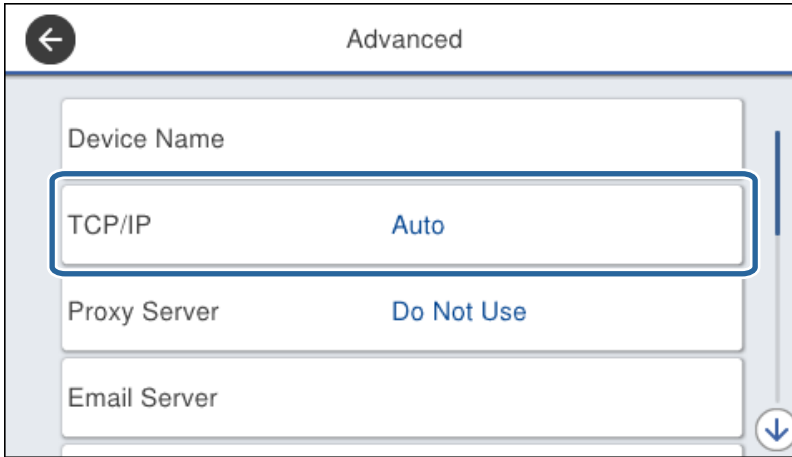 Advanced
Device Name
TCP/IP Auto
Proxy Server Do Not Use
Email Server